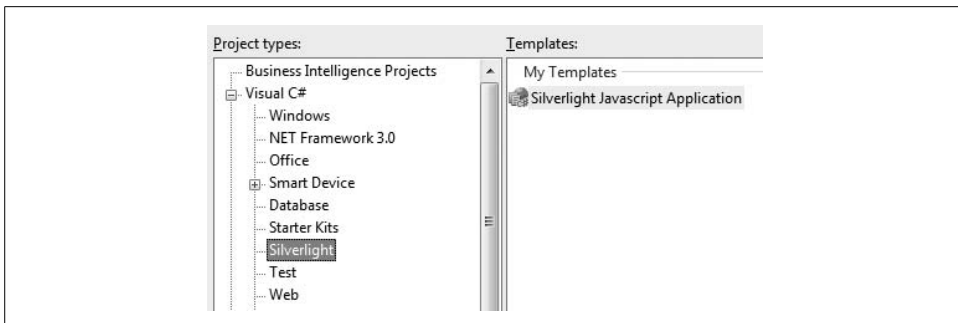 Project types:
Business Intelligence Projects
Visual C#
Windows
NET Framework 3.0
Office
Smart Device
Database
Starter Kits
Silverlight
Test
Web
Templates:
My Templates
Silverlight Javascript Application